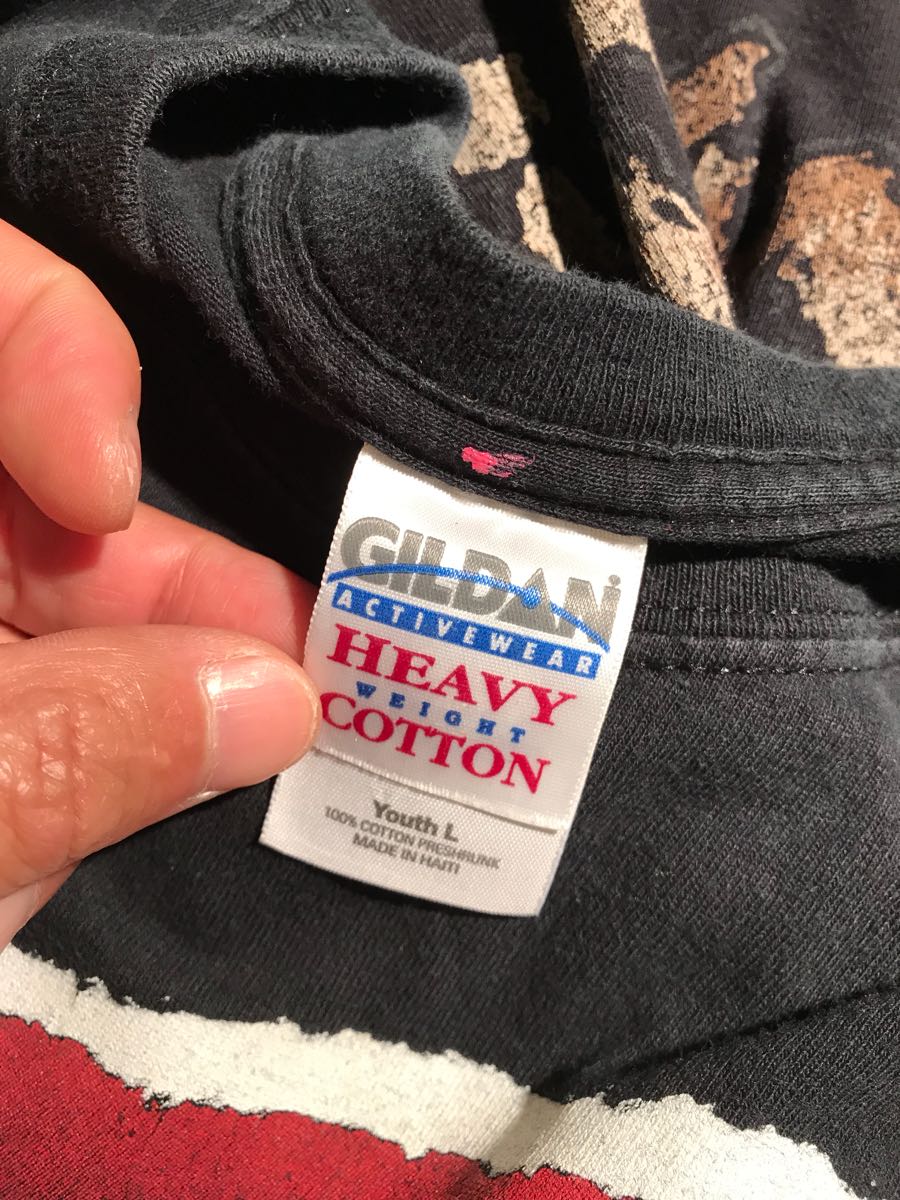 GILDAN
ACTIVEWEAR
HEAVY
WEIGHT
COTTON
Youth L
100% COTTON PRESHRUNK
MADE IN HAITI